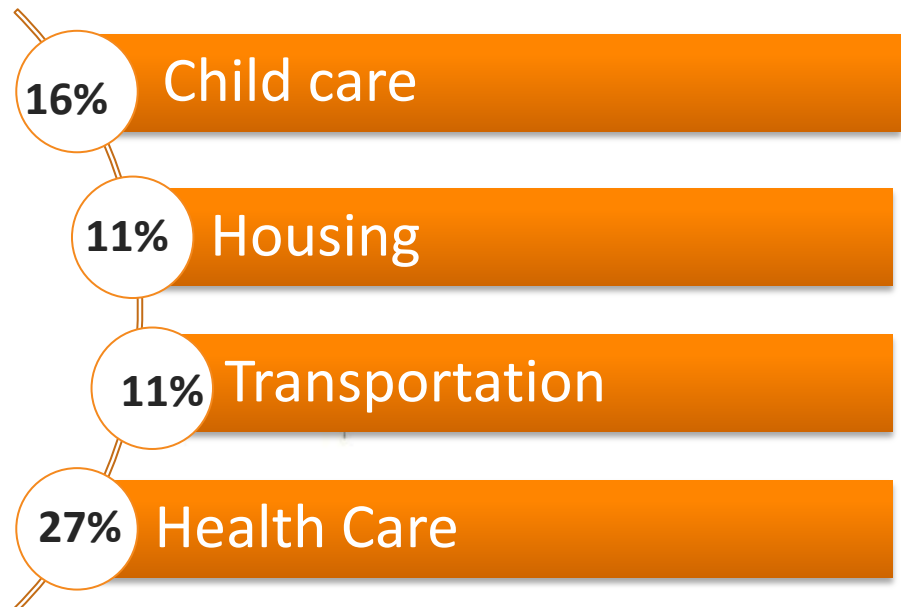 16% Child care
11% Housing
11% Transportation
27% Health Care